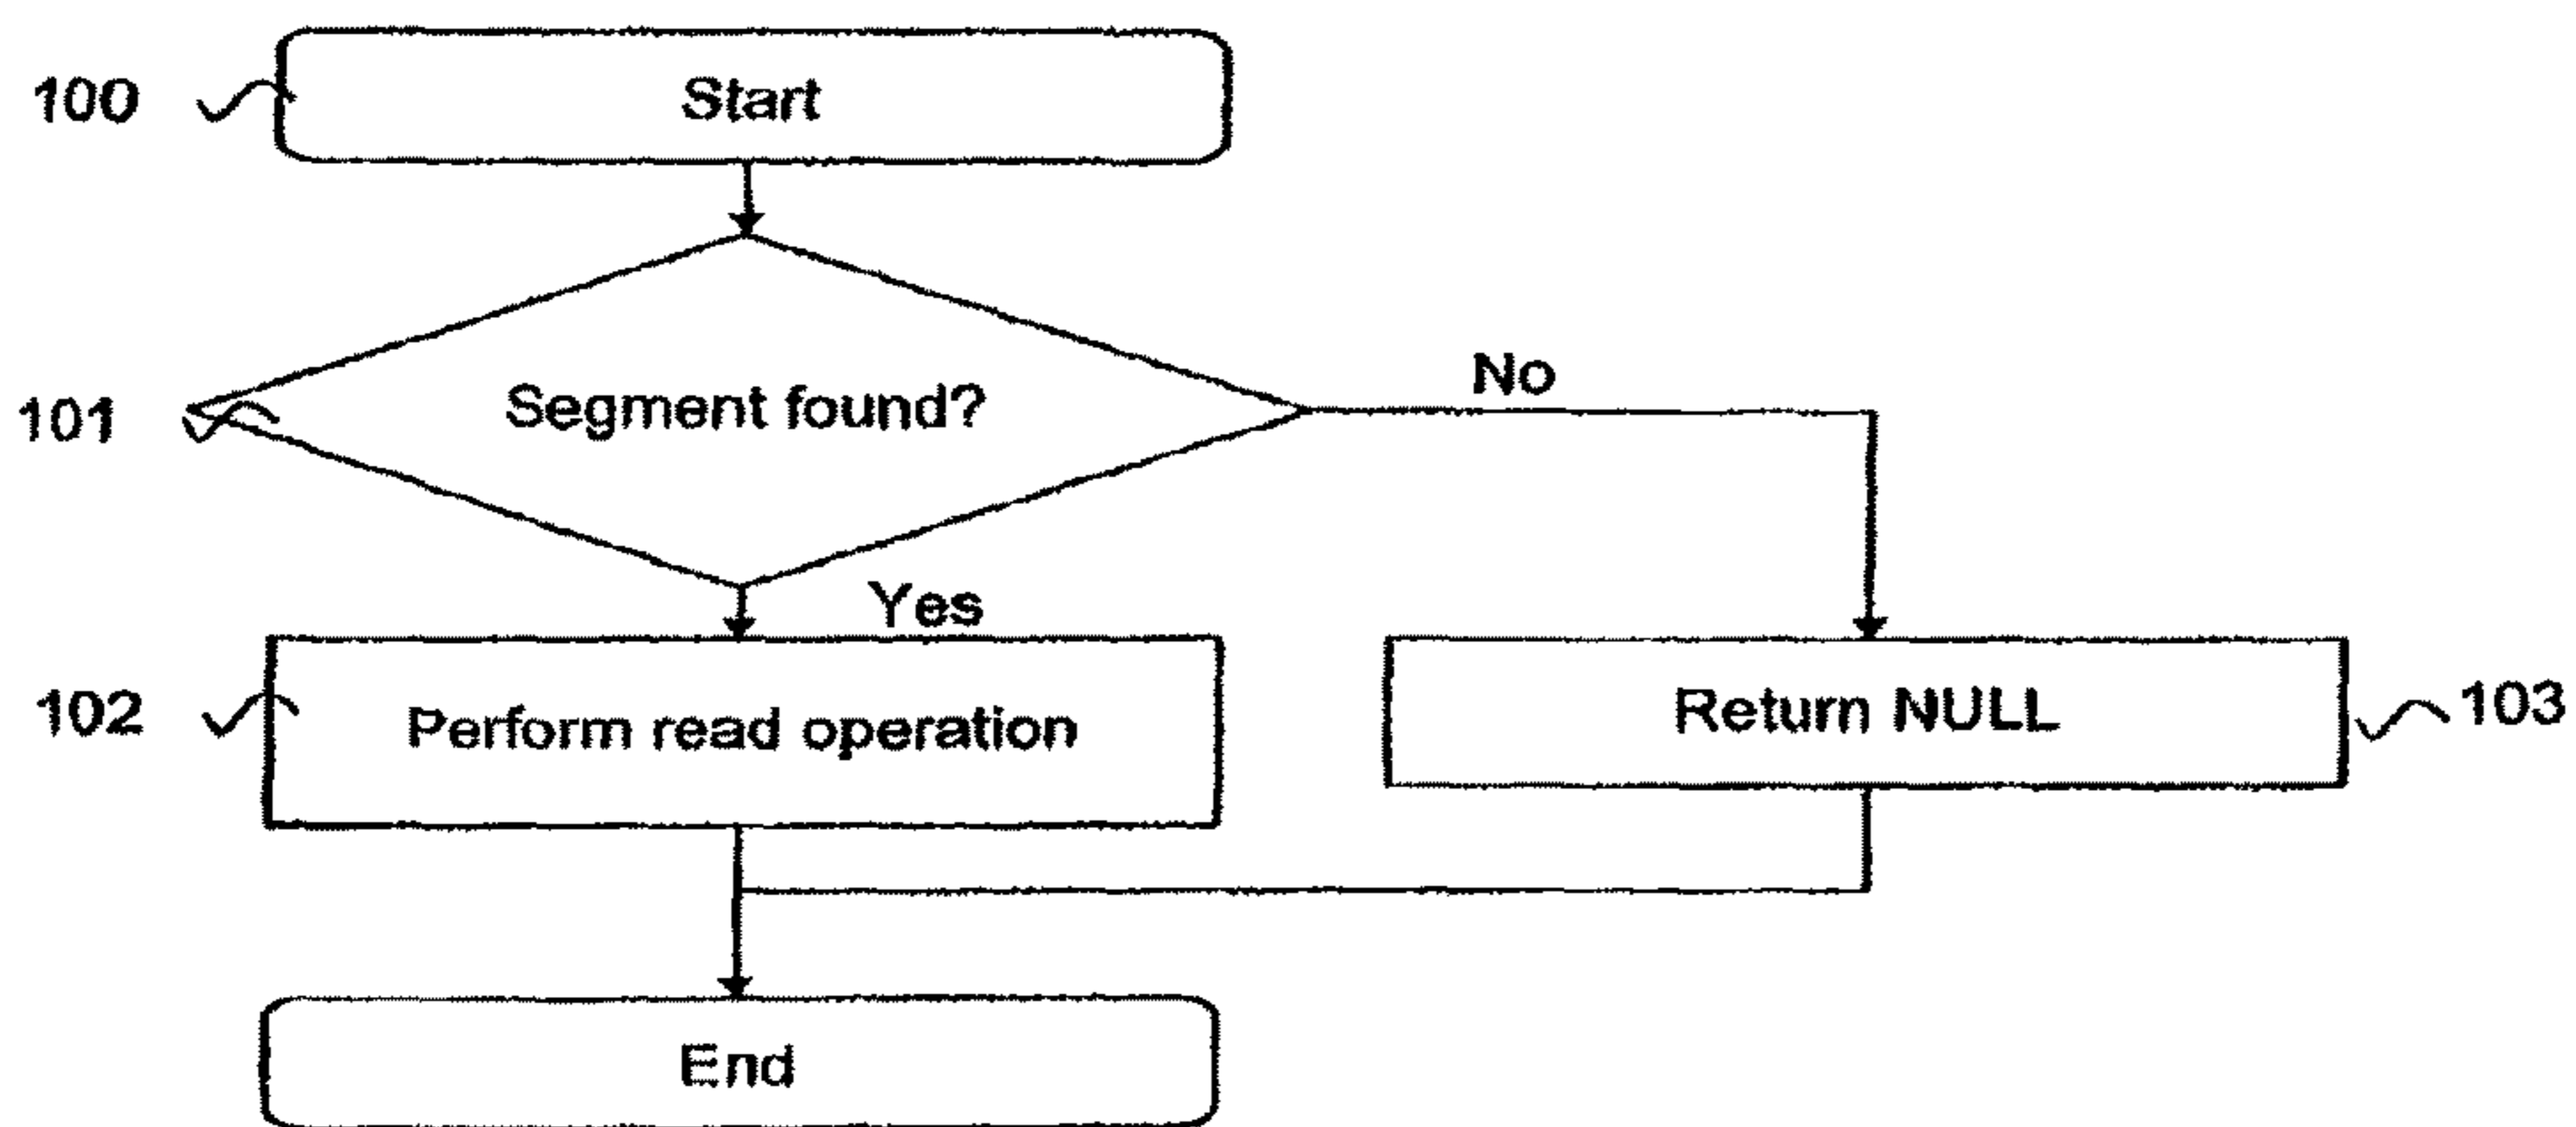 100
Start
101
Segment found?
No
Yes
102
Perform read operation
Return NULL
103
End